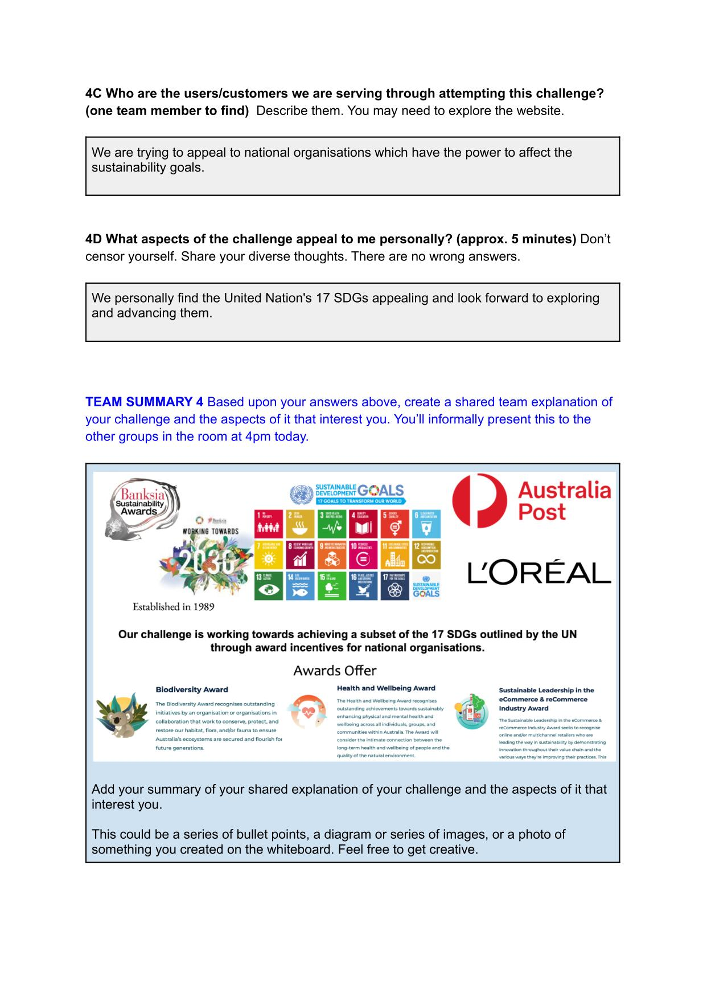 4C Who are the users/customers we are serving through attempting this challenge?
(one team member to find)  Describe them. You may need to explore the website.
We are trying to appeal to national organisations which have the power to affect the
sustainability goals.
4D What aspects of the challenge appeal to me personally? (approx. 5 minutes) Don’t
censor yourself. Share your diverse thoughts. There are no wrong answers.
We personally find the United Nation's 17 SDGs appealing and look forward to exploring
and advancing them.
TEAM SUMMARY 4 Based upon your answers above, create a shared team explanation of
your challenge and the aspects of it that interest you. You’ll informally present this to the
other groups in the room at 4pm today.
Banksia
Sustainability
Awards
Banksia
WORKING TOWARDS
2030
Established in 1989
SUSTAINABLE
DEVELOPMENT GOALS
17 GOALS TO TRANSFORM OUR WORLD
1 NO
POVERTY
2 ZERO
HUNGER
3 GOOD HEALTH
AND WELL-BEING
4 QUALITY
EDUCATION
5 GENDER
EQUALITY
6 CLEAN WATER
AND SANITATION
7 AFFORDABLE AND
CLEAN ENERGY
8 DECENT WORK AND
ECONOMIC GROWTH
9 INDUSTRY, INNOVATION
AND INFRASTRUCTURE
10 REDUCED
INEQUALITIES
11 SUSTAINABLE CITIES
AND COMMUNITIES
12 RESPONSIBLE
CONSUMPTION
AND PRODUCTION
13 CLIMATE
ACTION
14 LIFE
BELOW WATER
15 LIFE
ON LAND
16 PEACE, JUSTICE
AND STRONG
INSTITUTIONS
17 PARTNERSHIPS
FOR THE GOALS
SUSTAINABLE
DEVELOPMENT
GOALS
Australia
Post
L'ORÉAL
Our challenge is working towards achieving a subset of the 17 SDGs outlined by the UN
through award incentives for national organisations.
Awards Offer
Biodiversity Award
The Biodiversity Award recognises outstanding
initiatives by an organisation or organisations in
collaboration that work to conserve, protect, and
restore our habitat, flora, and/or fauna to ensure
Australia’s ecosystems are secured and flourish for
future generations.
Health and Wellbeing Award
The Health and Wellbeing Award recognises
outstanding achievements towards sustainably
enhancing physical and mental health and
wellbeing across all individuals, groups, and
communities within Australia. The Award will
consider the intimate connection between the
long-term health and wellbeing of people and the
quality of the natural environment.
Sustainable Leadership in the
eCommerce & reCommerce
Industry Award
The Sustainable Leadership in the eCommerce &
reCommerce Industry Award seeks to recognise
online and/or multichannel retailers who are
leading the way in sustainability by demonstrating
innovation throughout their value chain and the
various ways they’re improving their practices. This
Add your summary of your shared explanation of your challenge and the aspects of it that
interest you.
This could be a series of bullet points, a diagram or series of images, or a photo of
something you created on the whiteboard. Feel free to get creative.